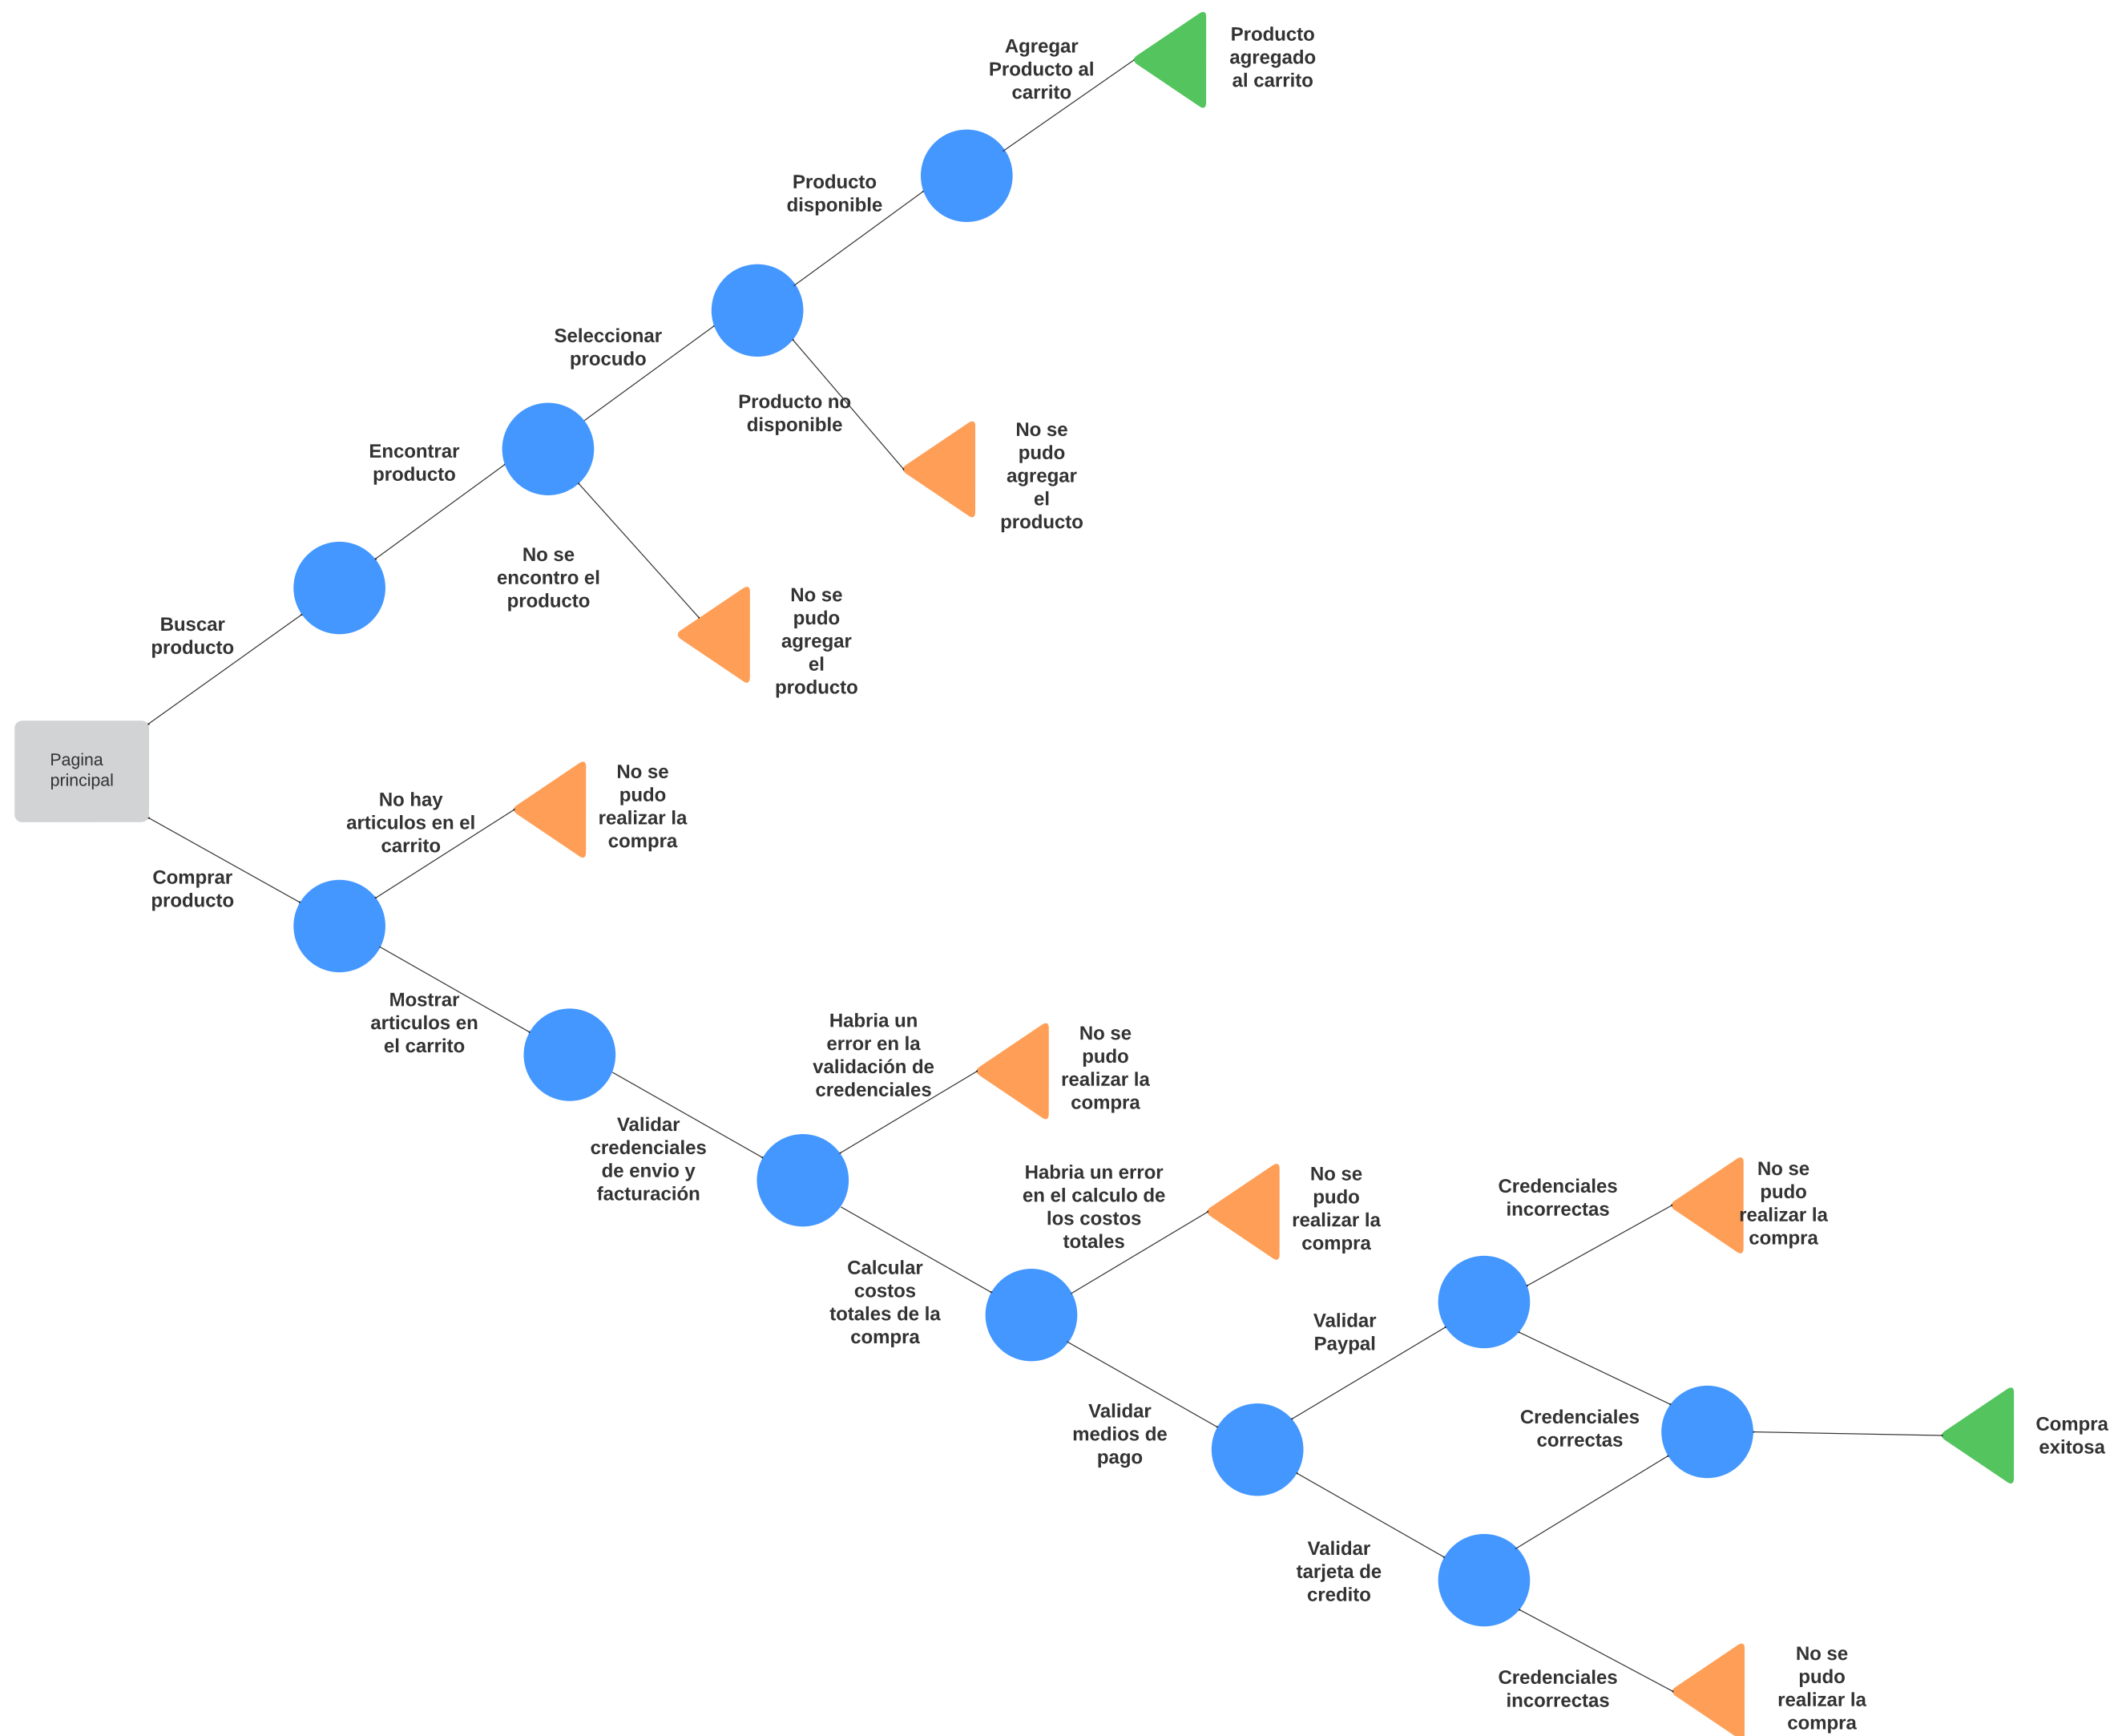 Agregar
Producto al
carrito
Producto
agregado
al carrito
Producto
disponible
Seleccionar
procudo
Producto no
disponible
No se
pudo
agregar
el
producto
Encontrar
producto
No se
encontro el
producto
No se
pudo
agregar
el
producto
Buscar
producto
Pagina
principal
No hay
articulos en el
carrito
No se
pudo
realizar la
compra
Comprar
producto
Mostrar
articulos en
el carrito
Habria un
error en la
validación de
credenciales
No se
pudo
realizar la
compra
Validar
credenciales
de envio y
facturación
Habria un error
en el calculo de
los costos
totales
No se
pudo
realizar la
compra
Credenciales
incorrectas
No se
pudo
realizar la
compra
Calcular
costos
totales de la
compra
Validar
Paypal
Validar
medios de
pago
Credenciales
correctas
Compra
exitosa
Validar
tarjeta de
credito
Credenciales
incorrectas
No se
pudo
realizar la
compra